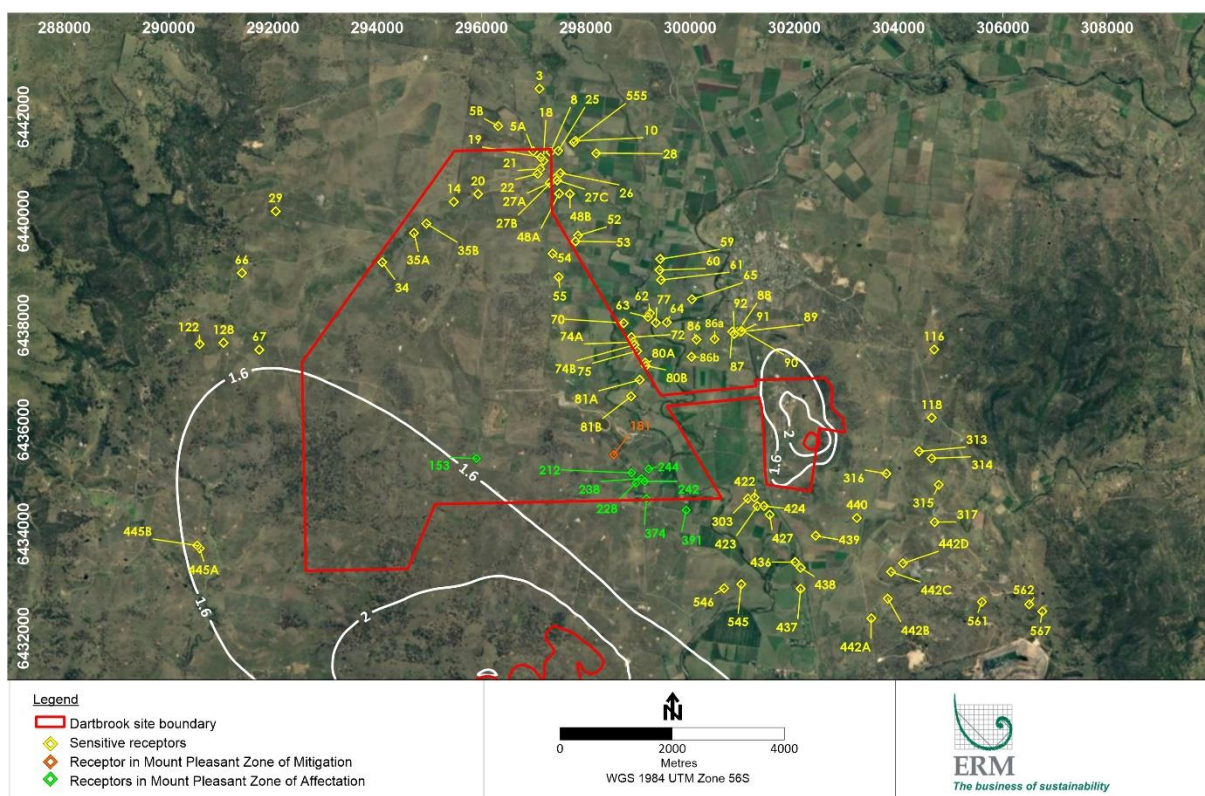 288000 290000 292000 294000 296000 298000 300000 302000 304000 306000 308000
6442000
6440000
6438000
6436000
6434000
6432000
3
5B
5A
18
8
25
555
10
28
19
21
22
27A
27B
48A
48B
27C
26
14
20
29
35A
35B
34
66
52
53
54
55
59
60
61
65
62
63
77
64
70
72
74A
74B
75
80A
80B
81A
81B
86
86a
86b
92
88
91
89
90
87
116
118
122
128
67
1.6
1.6
1.6
2
2
1.6
181
153
212
244
238
242
228
374
391
422
303
423
424
427
313
314
316
315
317
440
439
436
438
437
442D
442C
442B
442A
546
545
561
562
567
445B
445A
Legend
Dartbrook site boundary
Sensitive receptors
Receptor in Mount Pleasant Zone of Mitigation
Receptors in Mount Pleasant Zone of Affectation
N
0 2000 4000
Metres
WGS 1984 UTM Zone 56S
ERM
The business of sustainability